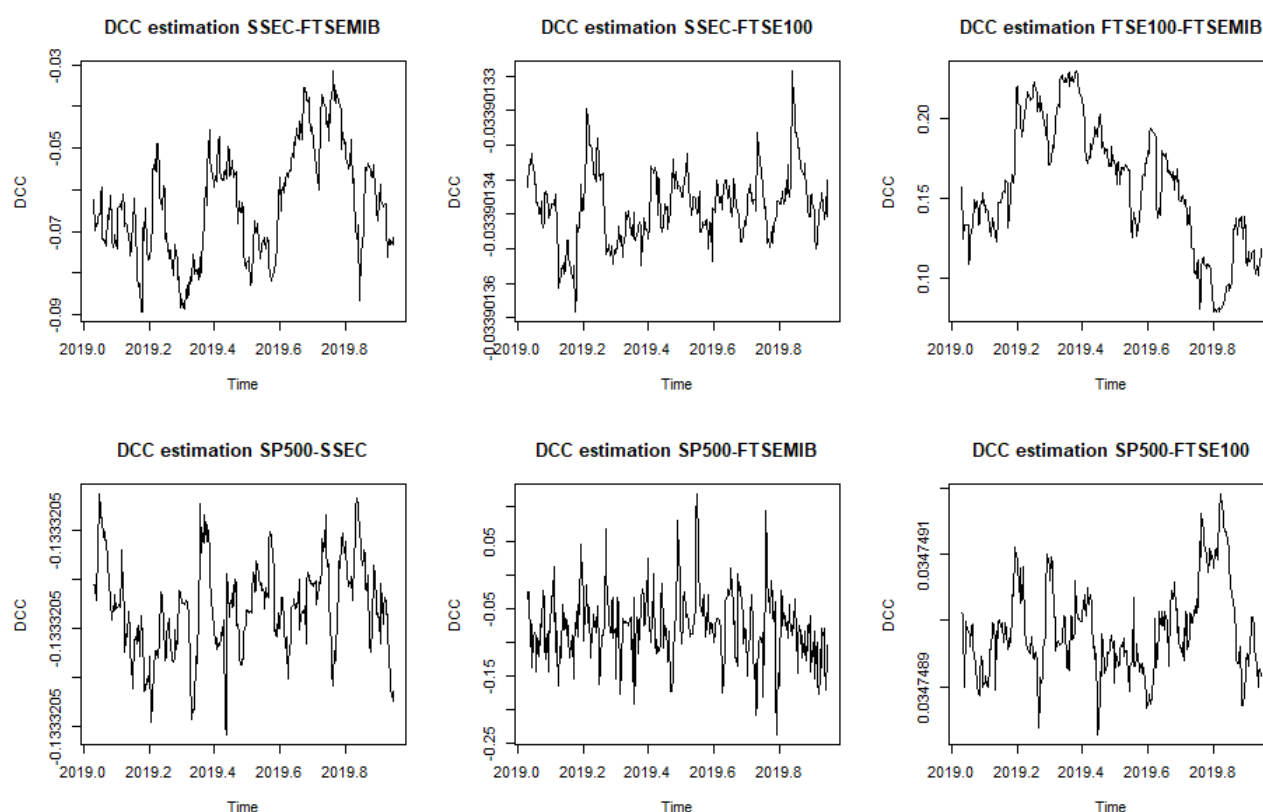 DCC estimation SSEC-FTSEMIB
DCC
-0.03
-0.05
-0.07
-0.09
2019.0 2019.2 2019.4 2019.6 2019.8
Time
DCC estimation SSEC-FTSE100
DCC
-0.03390133
-0.03390134
-0.03390136
2019.0 2019.2 2019.4 2019.6 2019.8
Time
DCC estimation FTSE100-FTSEMIB
DCC
0.20
0.15
0.10
2019.0 2019.2 2019.4 2019.6 2019.8
Time
DCC estimation SP500-SSEC
DCC
-0.1333205
-0.1333205
-0.1333205
2019.0 2019.2 2019.4 2019.6 2019.8
Time
DCC estimation SP500-FTSEMIB
DCC
0.05
-0.05
-0.15
-0.25
2019.0 2019.2 2019.4 2019.6 2019.8
Time
DCC estimation SP500-FTSE100
DCC
0.0347491
0.0347489
2019.0 2019.2 2019.4 2019.6 2019.8
Time